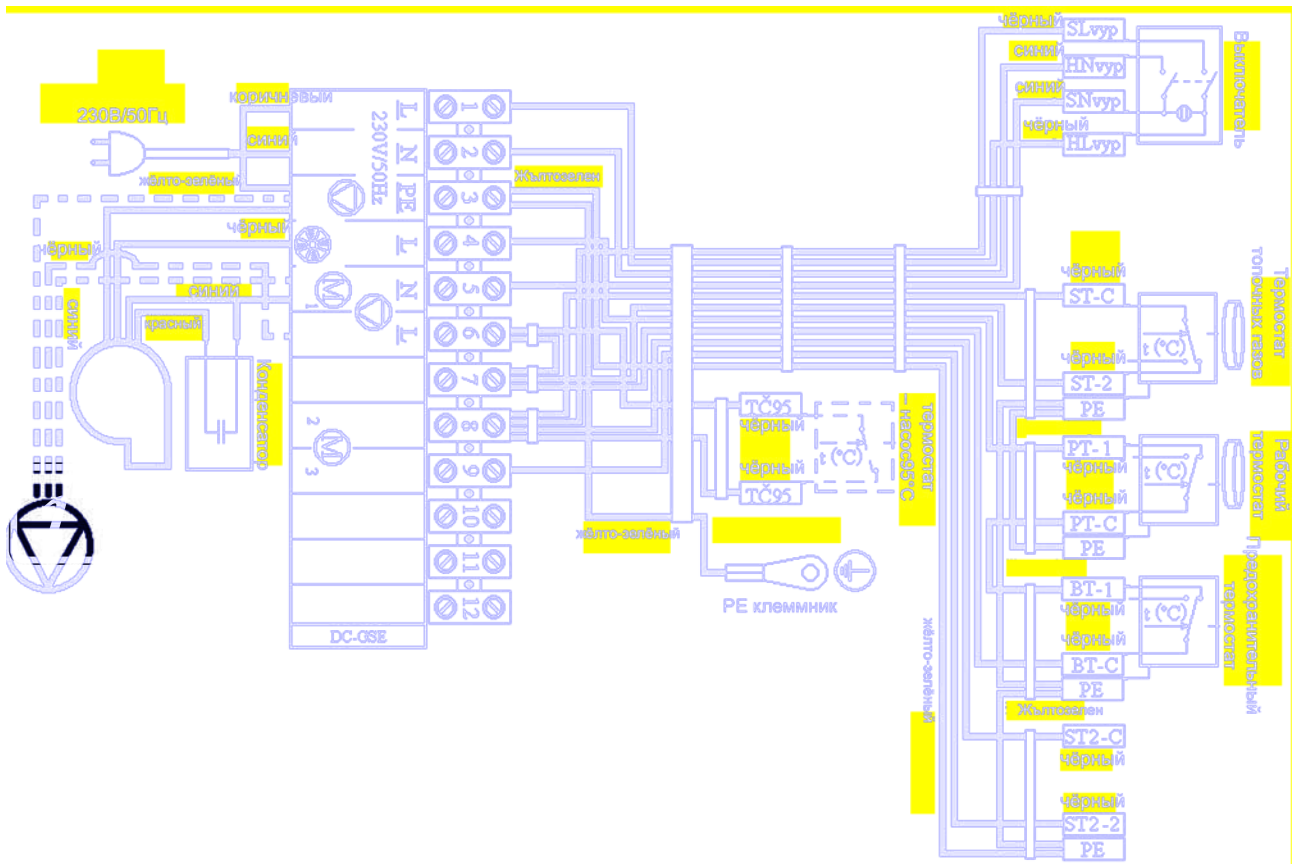 230В/50Гц
коричневый
синий
жёлто-зелёный
чёрный
чёрный
синий
синий
красный
Конденсатор
230V/50Hz
L
N
PE
L
N
L
M
1
2
M
3
DC-GSE
1
2
3
4
5
6
7
8
9
10
11
12
Жълтозелен
жёлто-зелёный
TČ95
чёрный
чёрный
TČ95
термостат
– насос95°C
PE клеммник
жёлто-зелёный
чёрный
SLvyp
синий
HNvyp
синий
SNvyp
чёрный
HLvyp
Выключатель
чёрный
ST-C
чёрный
ST-2
PE
t (°C)
Термостат
топочных газов
PT-1
чёрный
чёрный
PT-C
PE
t (°C)
Рабочий
термостат
BT-1
чёрный
чёрный
BT-C
PE
t (°C)
Предохранительный
термостат
Жълтозелен
ST2-C
чёрный
чёрный
ST2-2
PE
t (°C)